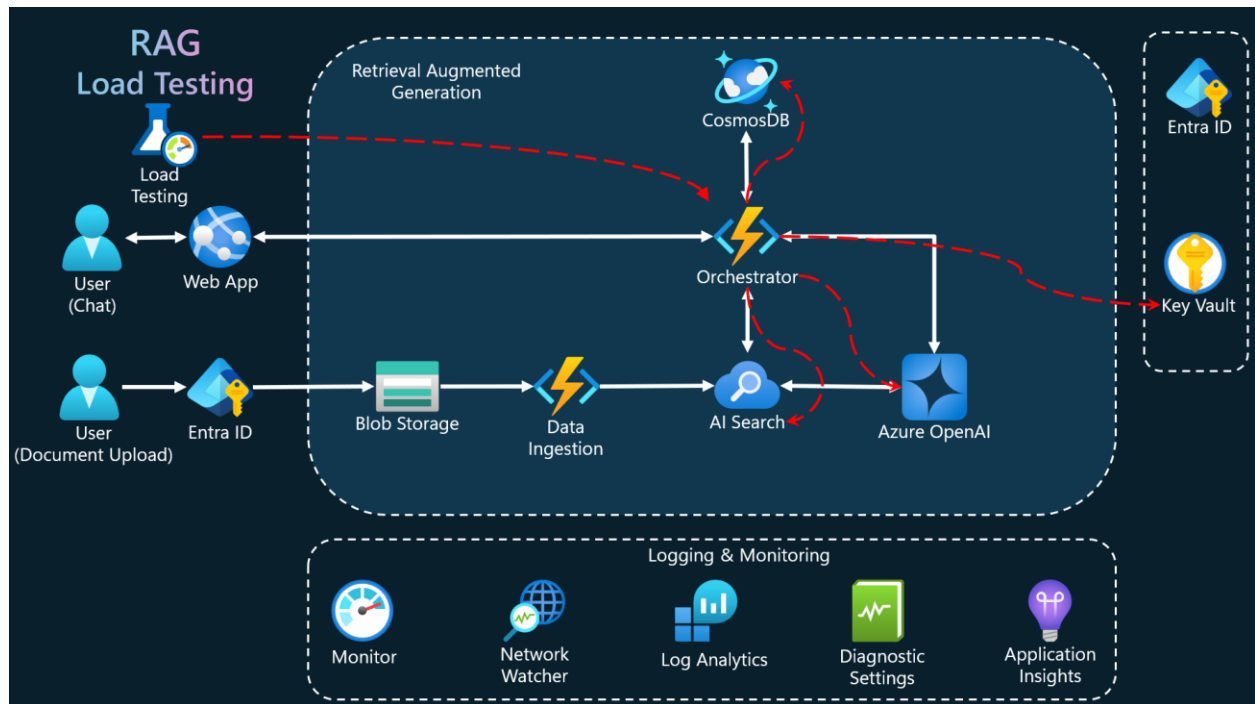 RAG
Load Testing
Load
Testing
User
(Chat)
Web App
User
(Document Upload)
Entra ID
Retrieval Augmented
Generation
CosmosDB
Orchestrator
Blob Storage
Data
Ingestion
AI Search
Azure OpenAI
Entra ID
Key Vault
Logging & Monitoring
Monitor
Network
Watcher
Log Analytics
Diagnostic
Settings
Application
Insights